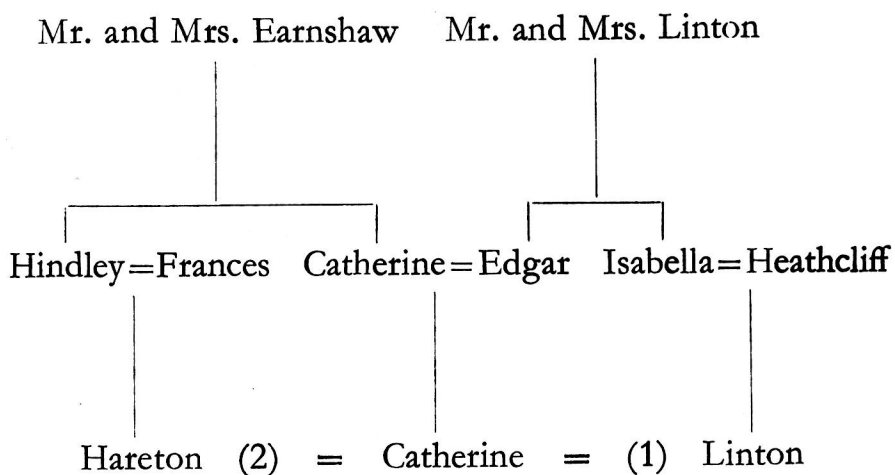 Mr. and Mrs. Earnshaw Mr. and Mrs. Linton
Hindley=Frances Catherine=Edgar Isabella=Heathcliff
Hareton (2) = Catherine = (1) Linton